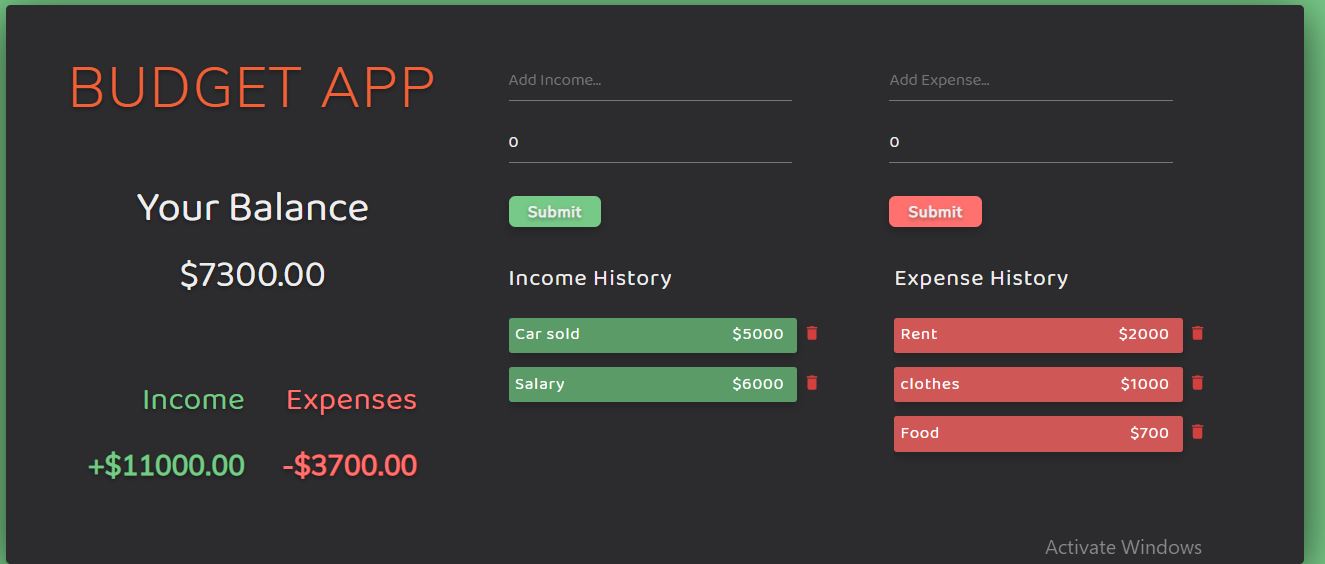 BUDGET APP
Your Balance
$7300.00
Income Expenses
+$11000.00 -$3700.00
Add Income...
0
Submit
Income History
Car sold $5000
Salary $6000
Add Expense...
0
Submit
Expense History
Rent $2000
clothes $1000
Food $700
Activate Windows